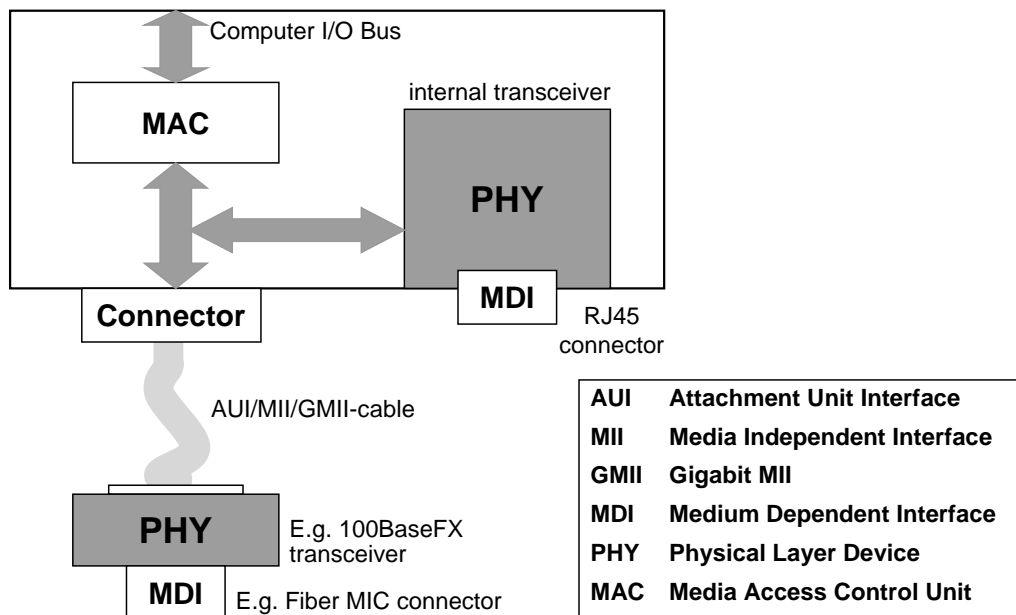 Computer I/O Bus
MAC
internal transceiver
PHY
MDI
RJ45
connector
Connector
AUI/MII/GMII-cable
PHY
E.g. 100BaseFX
transceiver
MDI
E.g. Fiber MIC connector
AUI Attachment Unit Interface
MII Media Independent Interface
GMII Gigabit MII
MDI Medium Dependent Interface
PHY Physical Layer Device
MAC Media Access Control Unit